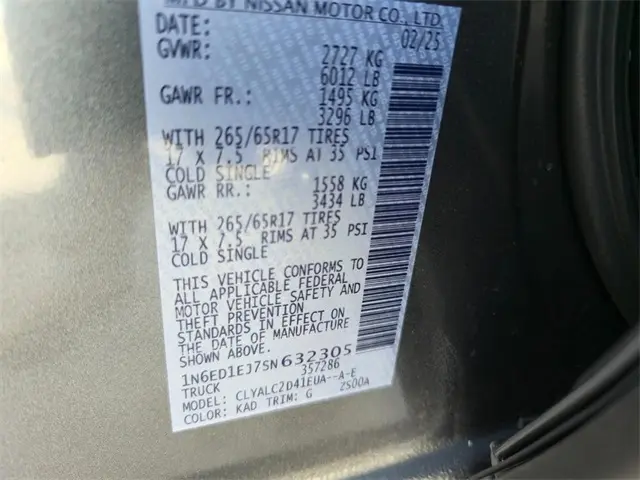 MFD BY NISSAN MOTOR CO., LTD.
DATE: 02/25
GVWR: 2727 KG
6012 LB
GAWR FR.: 1495 KG
3296 LB
WITH 265/65R17 TIRES
17 X 7.5 RIMS AT 35 PSI
COLD SINGLE
GAWR RR.: 1558 KG
3434 LB
WITH 265/65R17 TIRES
17 X 7.5 RIMS AT 35 PSI
COLD SINGLE
THIS VEHICLE CONFORMS TO
ALL APPLICABLE FEDERAL
MOTOR VEHICLE SAFETY AND
THEFT PREVENTION
STANDARDS IN EFFECT ON
THE DATE OF MANUFACTURE
SHOWN ABOVE.
1N6ED1EJ7SN632305
TRUCK 357286
MODEL: CLYALC2D41EUA--A-E
COLOR: KAD TRIM: G 2S00A